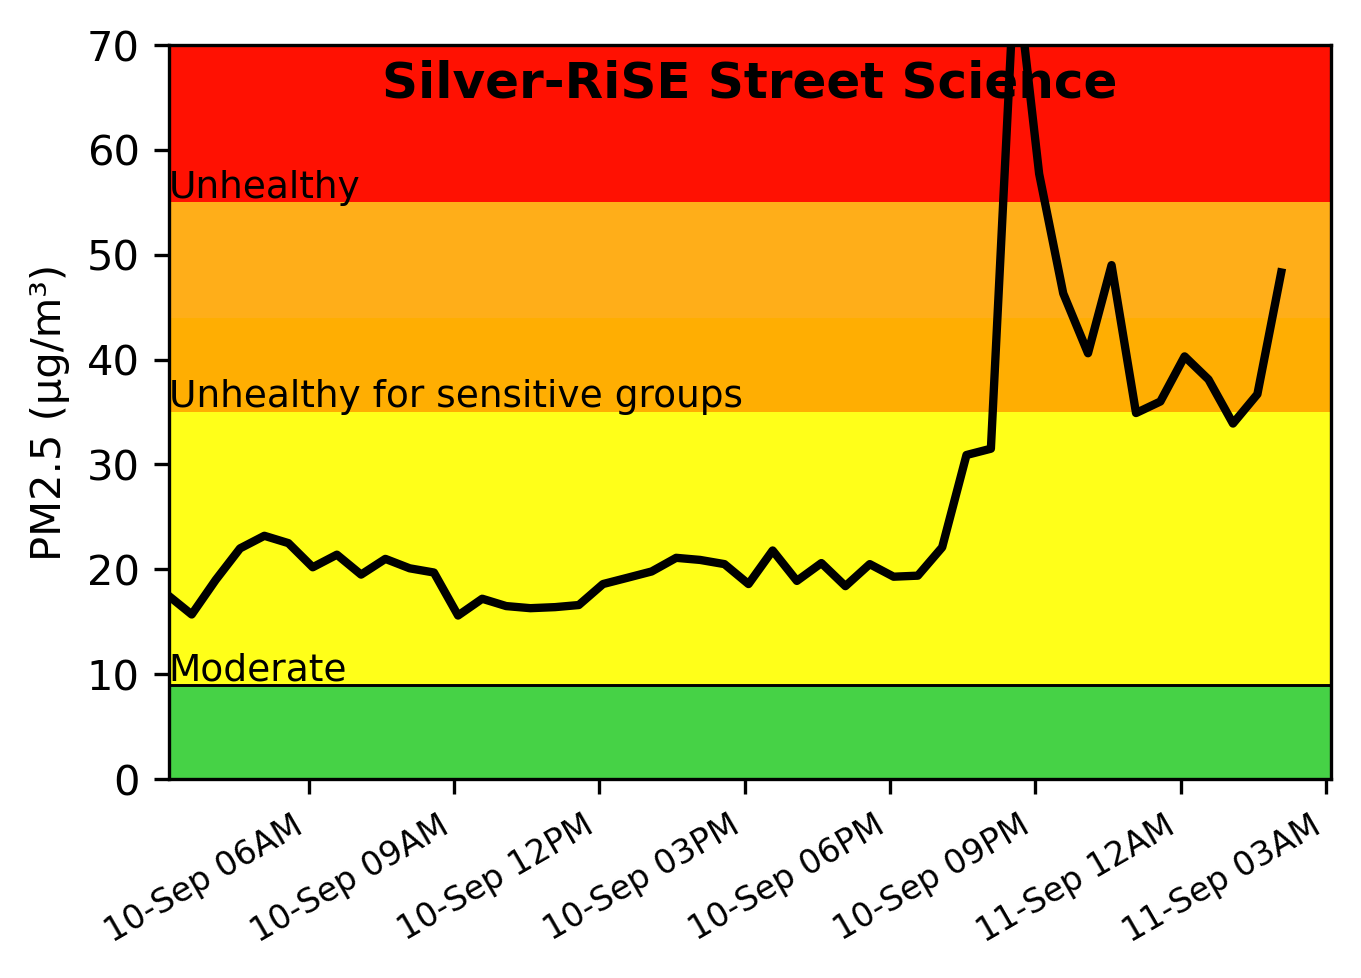 Silver-RiSE Street Science
PM2.5 (µg/m³)
70
60
50
40
30
20
10
0
Unhealthy
Unhealthy for sensitive groups
Moderate
10-Sep 06AM
10-Sep 09AM
10-Sep 12PM
10-Sep 03PM
10-Sep 06PM
10-Sep 09PM
11-Sep 12AM
11-Sep 03AM